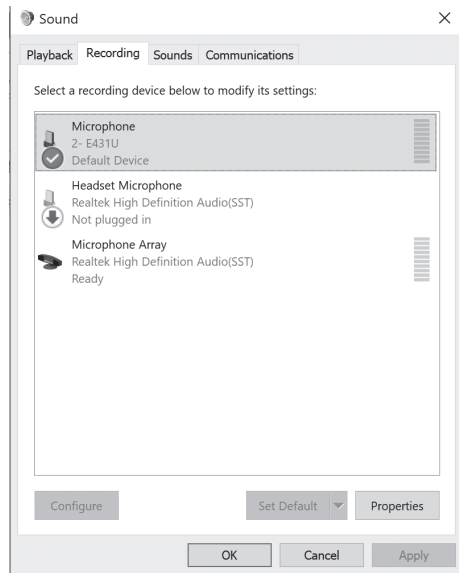 Sound
Playback Recording Sounds Communications
Select a recording device below to modify its settings:
Microphone
2- E431U
Default Device
Headset Microphone
Realtek High Definition Audio(SST)
Not plugged in
Microphone Array
Realtek High Definition Audio(SST)
Ready
Configure Set Default Properties
OK Cancel Apply